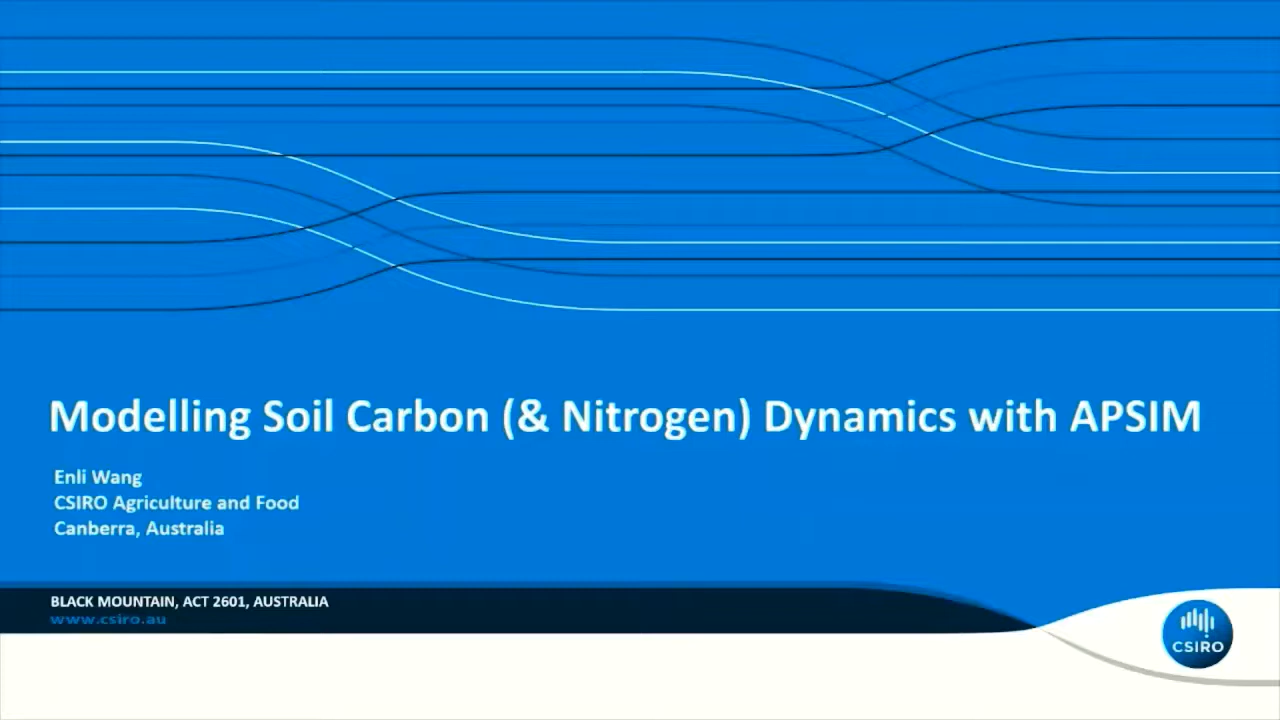 Modelling Soil Carbon (& Nitrogen) Dynamics with APSIM
Enli Wang
CSIRO Agriculture and Food
Canberra, Australia
BLACK MOUNTAIN, ACT 2601, AUSTRALIA
www.csiro.au
CSIRO